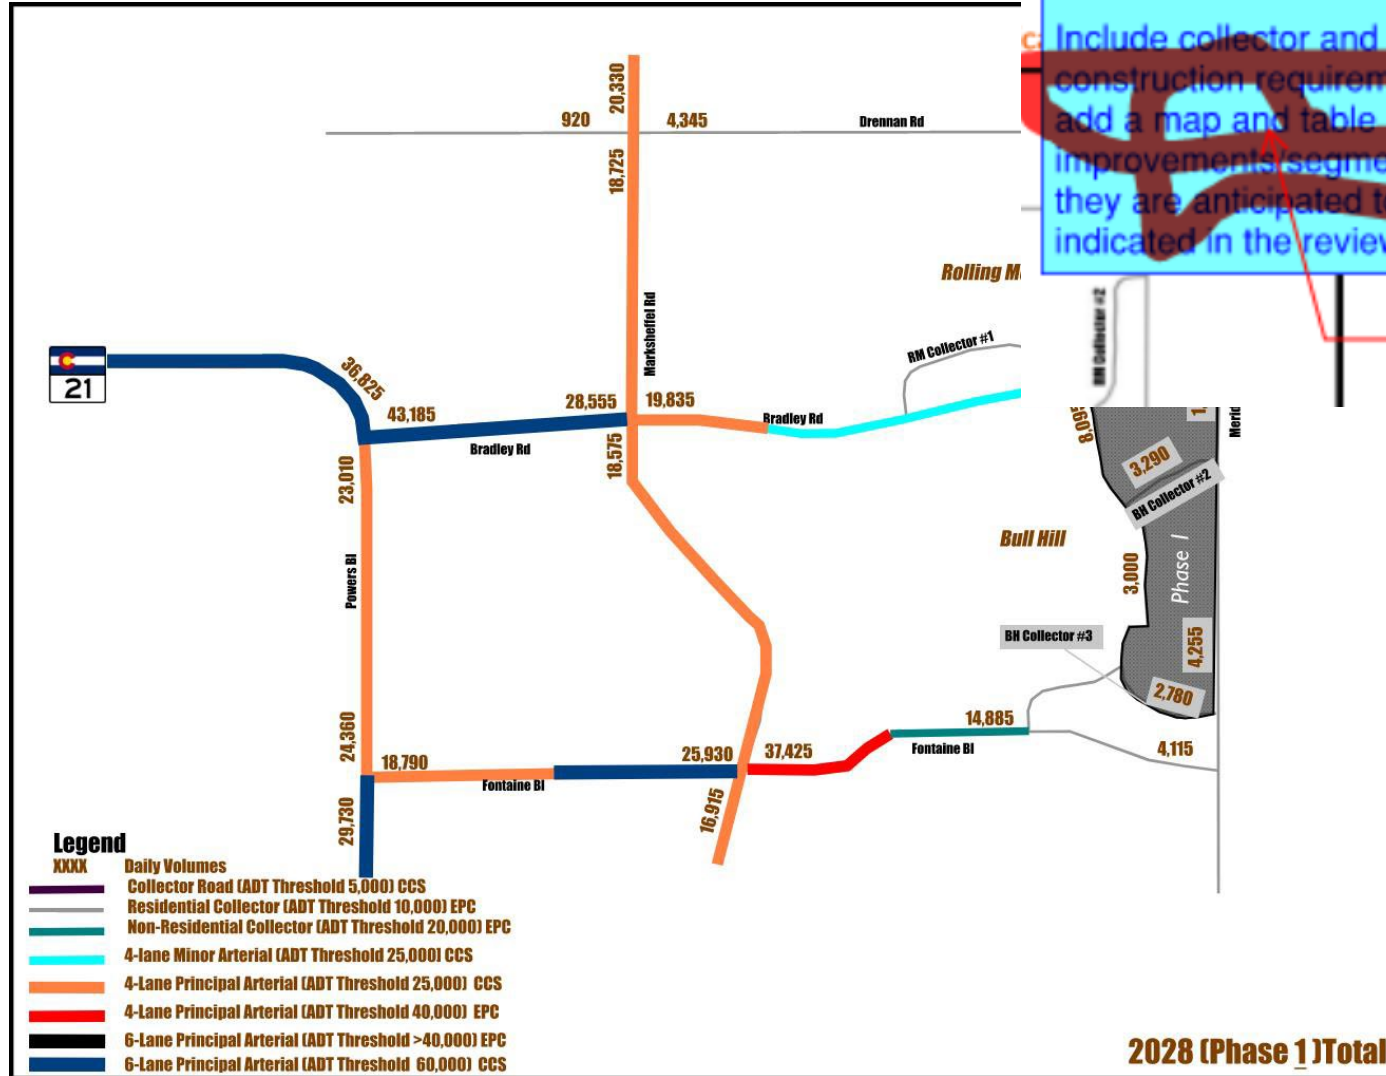 Include collector and
construction requirem
add a map and table
improvements/segme
they are anticipated t
indicated in the review
20,330
920
4,345
Drennan Rd
18,725
Rolling M
Marksheffel Rd
RM Collector #2
RM Collector #1
21
36,825
43,185
28,555
19,835
Bradley Rd
Bradley Rd
Merid
8,095
23,010
18,575
3,290
BH Collector #2
Bull Hill
Powers Bl
3,000
Phase 1
BH Collector #3
4,255
2,780
24,360
14,885
18,790
25,930
37,425
Fontaine Bl
4,115
Fontaine Bl
29,730
16,915
Legend
XXXX Daily Volumes
Collector Road (ADT Threshold 5,000) CCS
Residential Collector (ADT Threshold 10,000) EPC
Non-Residential Collector (ADT Threshold 20,000) EPC
4-lane Minor Arterial (ADT Threshold 25,000] CCS
4-Lane Principal Arterial (ADT Threshold 25,000) CCS
4-Lane Principal Arterial (ADT Threshold 40,000) EPC
6-Lane Principal Arterial (ADT Threshold >40,000) EPC
6-Lane Principal Arterial (ADT Threshold 60,000) CCS
2028 (Phase 1 )Total